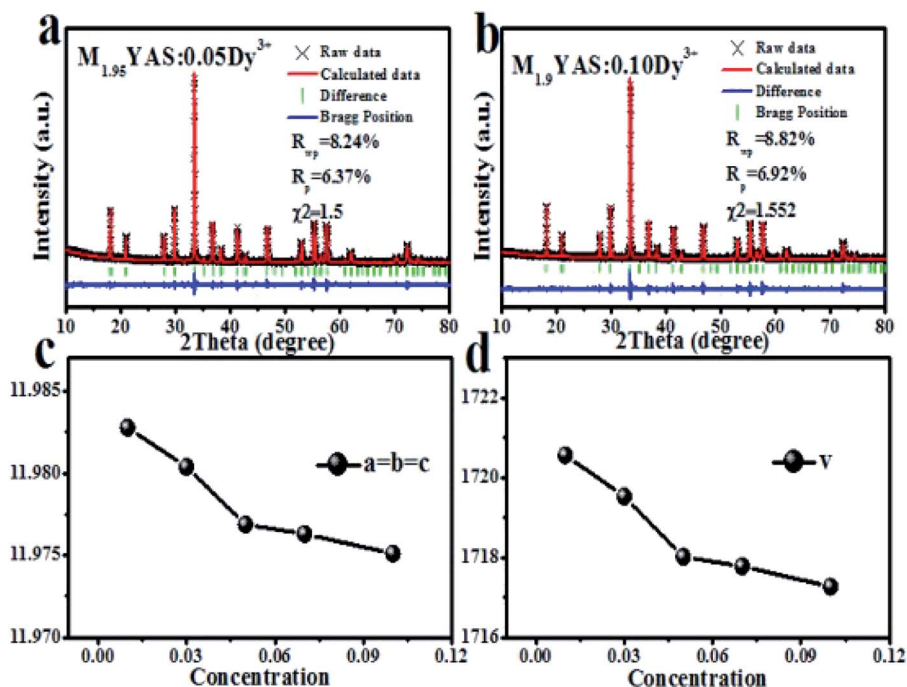 a
M1.95YAS:0.05Dy3+
Raw data
Calculated data
Difference
Bragg Position
Rwp=8.24%
Rp=6.37%
χ2=1.5
Intensity (a.u.)
10 20 30 40 50 60 70 80
2Theta (degree)
b
M1.9YAS:0.10Dy3+
Raw data
Calculated data
Difference
Bragg Position
Rwp=8.82%
Rp=6.92%
χ2=1.552
Intensity (a.u.)
10 20 30 40 50 60 70 80
2Theta (degree)
c
11.985
11.980
11.975
11.970
a=b=c
0.00 0.03 0.06 0.09 0.12
Concentration
d
1722
1720
1718
1716
v
0.00 0.03 0.06 0.09 0.12
Concentration